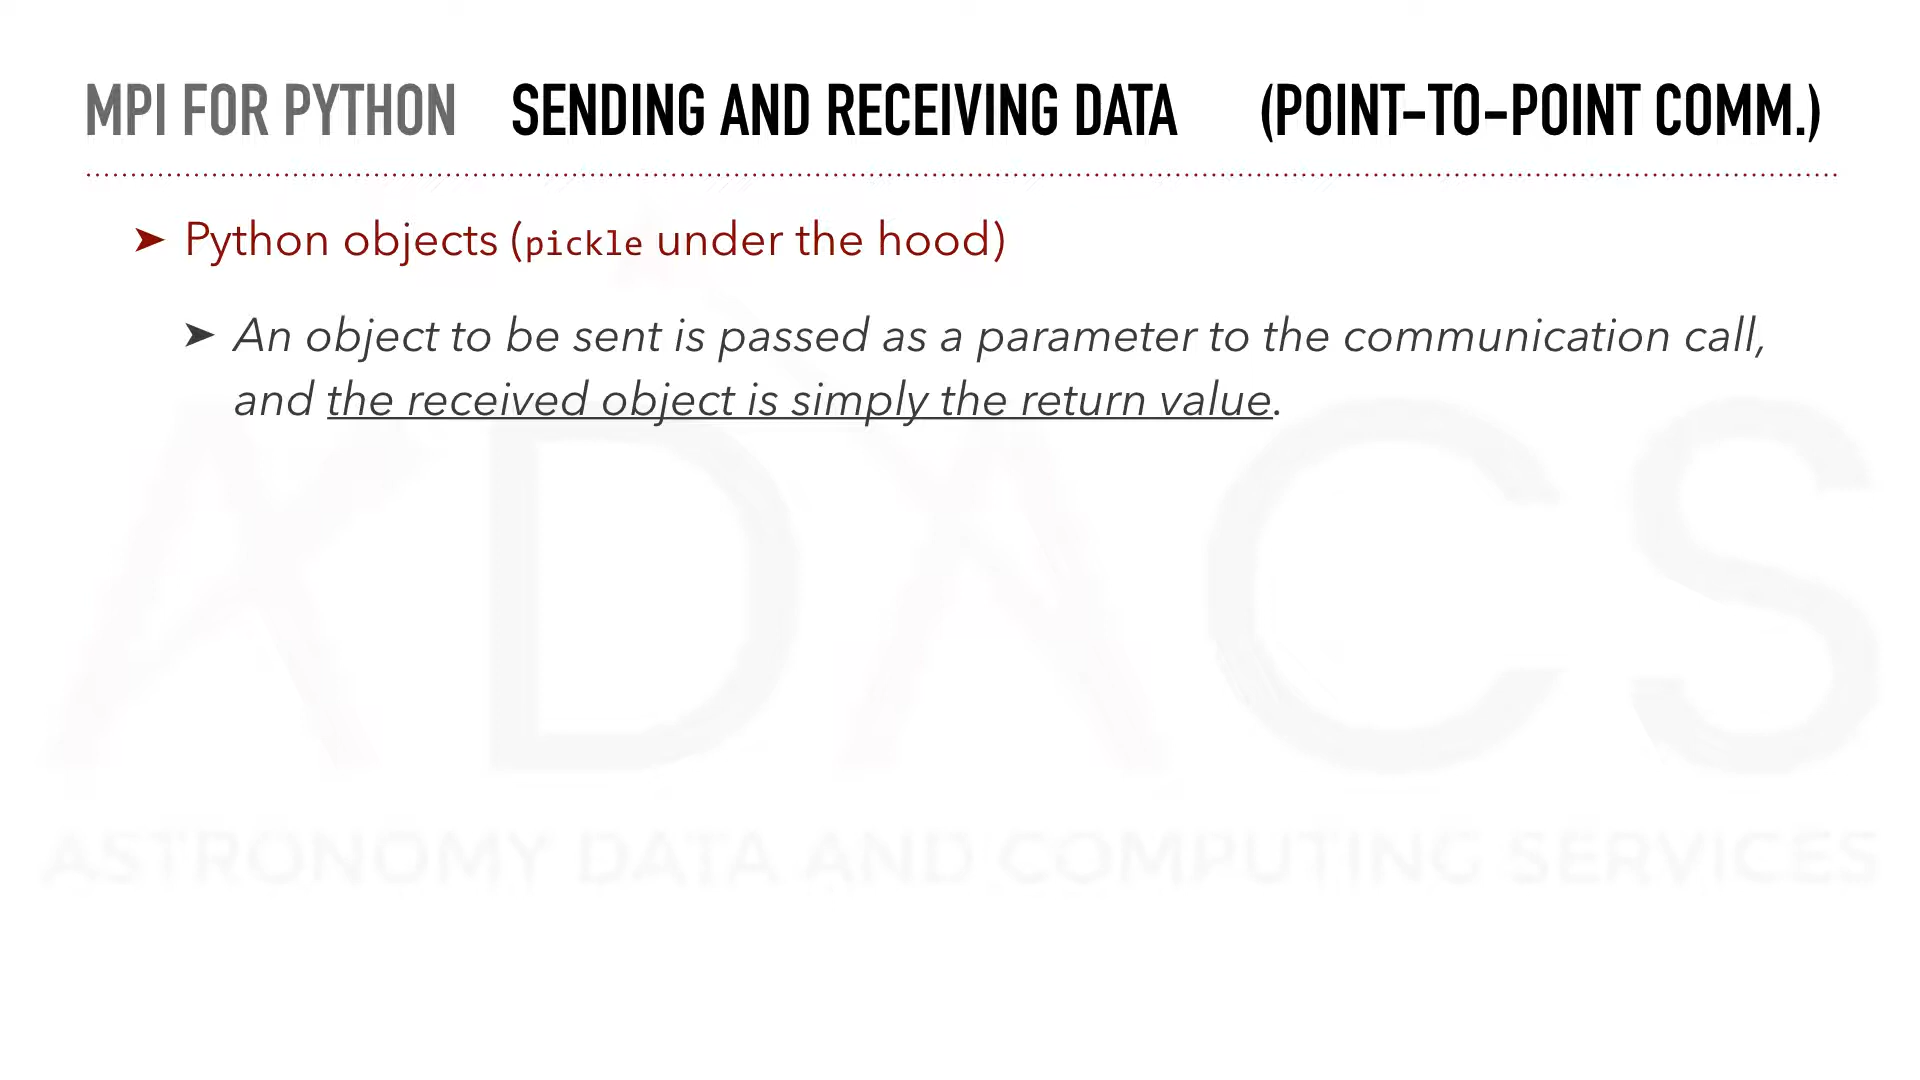 MPI FOR PYTHON SENDING AND RECEIVING DATA (POINT-TO-POINT COMM.)
➤ Python objects (pickle under the hood)
➤ An object to be sent is passed as a parameter to the communication call,
and the received object is simply the return value.
ADACS
ASTRONOMY DATA AND COMPUTING SERVICES